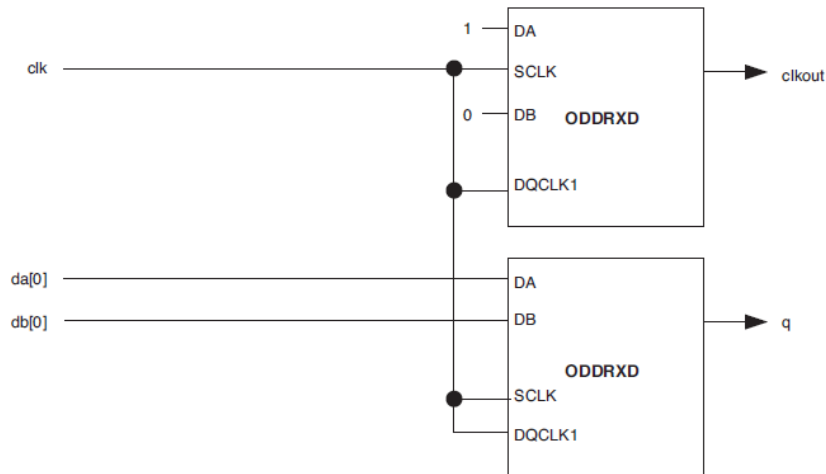 1
DA
clk
SCLK
clkout
0
DB
ODDRXD
DQCLK1
da[0]
DA
db[0]
DB
q
ODDRXD
SCLK
DQCLK1